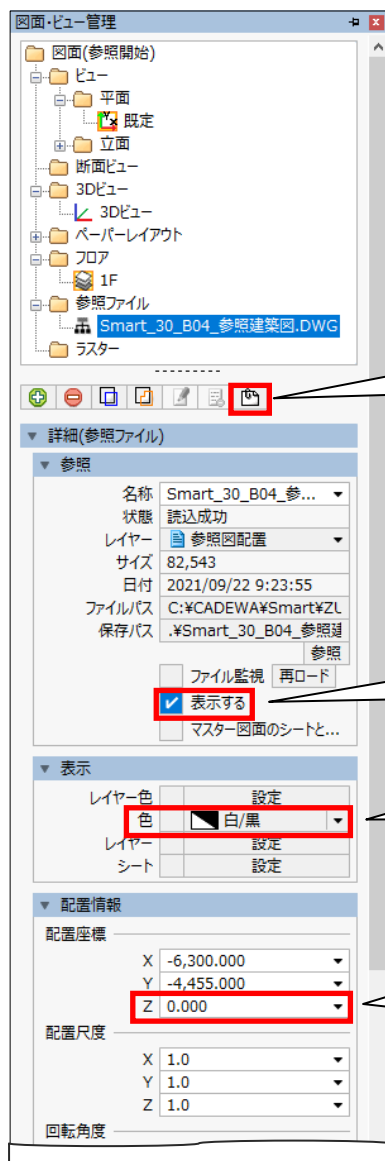 図面・ビュー管理
図面(参照開始)
ビュー
平面
既定
立面
断面ビュー
3Dビュー
3Dビュー
ペーパーレイアウト
フロア
1F
参照ファイル
Smart_30_B04_参照建築図.DWG
ラスター
詳細(参照ファイル)
参照
名称 Smart_30_B04_参...
状態 読込成功
レイヤー 参照図配置
サイズ 82,543
日付 2021/09/22 9:23:55
ファイルパス C:¥CADEWA¥Smart¥ZU
保存パス .¥Smart_30_B04_参照建
参照
ファイル監視 再ロード
表示する
マスター図面のシートと...
表示
レイヤー色 設定
色 白/黒
レイヤー 設定
シート 設定
配置情報
配置座標
X -6,300.000
Y -4,455.000
Z 0.000
配置尺度
X 1.0
Y 1.0
Z 1.0
回転角度